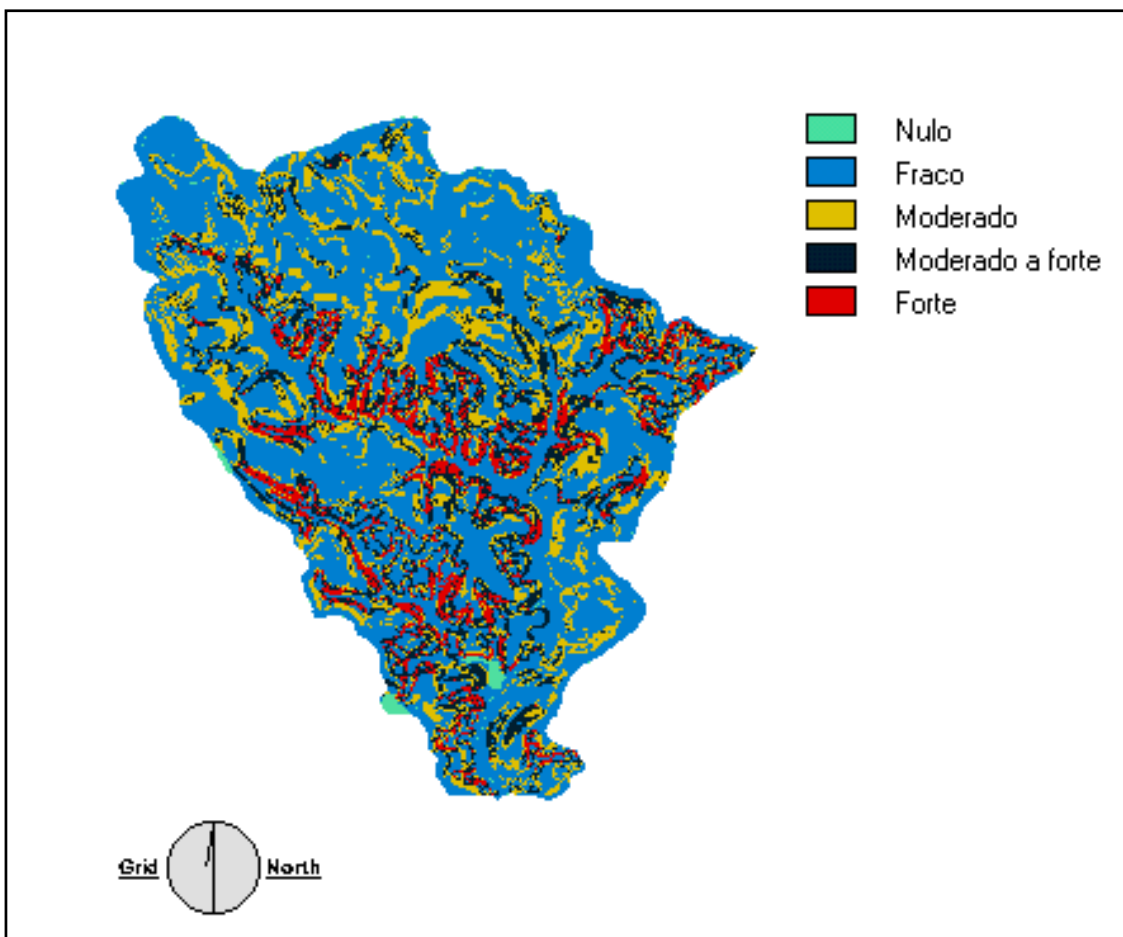 Nulo
Fraco
Moderado
Moderado a forte
Forte
Grid North